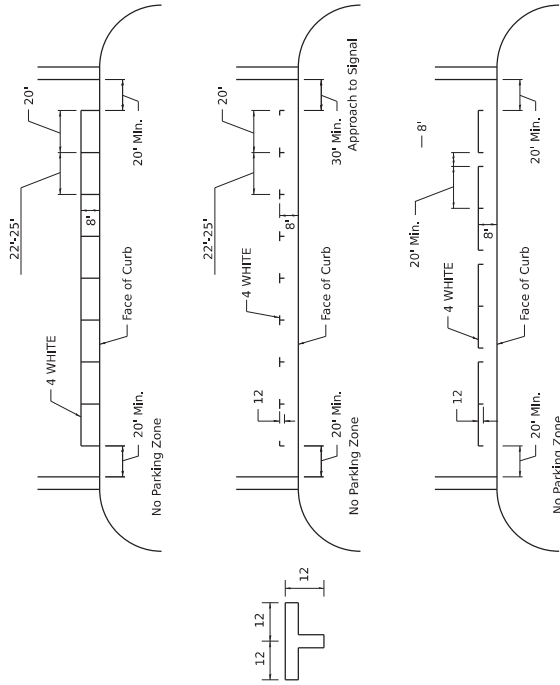 20'
22'-25'
8'
4 WHITE
Face of Curb
20' Min.
20' Min.
No Parking Zone
20'
22'-25'
8'
4 WHITE
Face of Curb
12
30' Min.
Approach to Signal
20' Min.
No Parking Zone
8'
20' Min.
8'
4 WHITE
Face of Curb
12
20' Min.
20' Min.
No Parking Zone
12
12
12